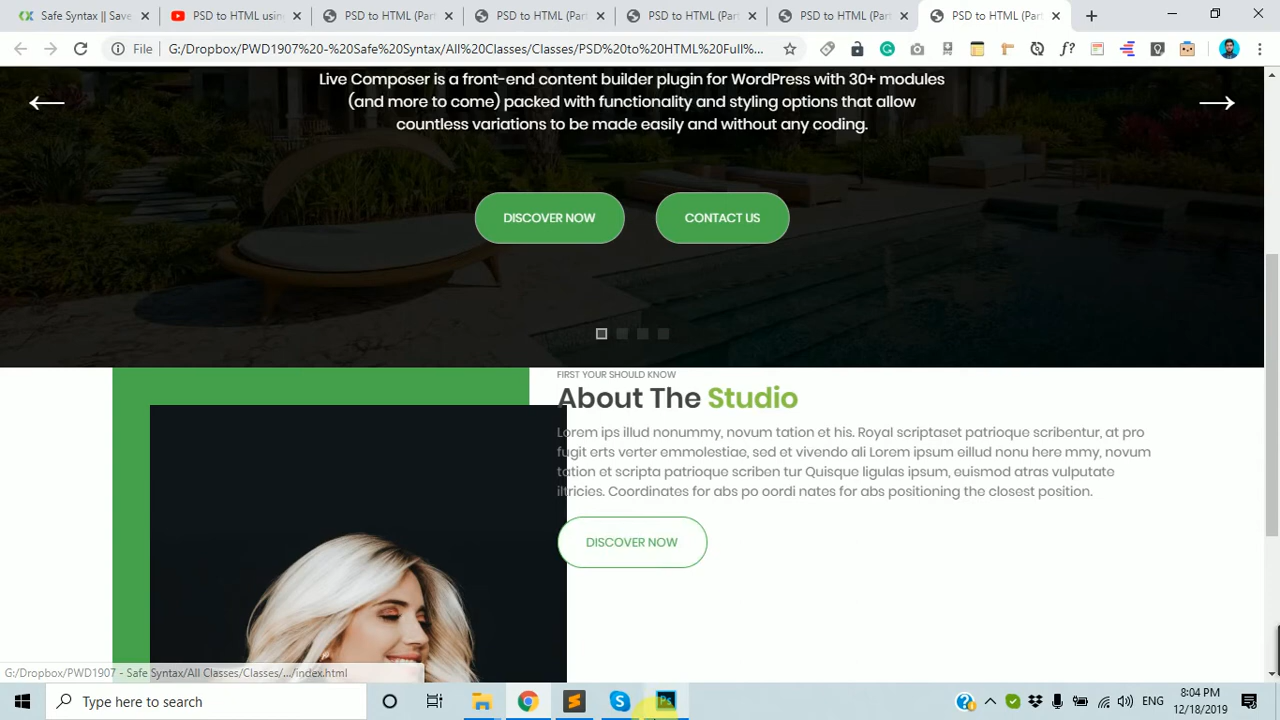 Safe Syntax || Save
PSD to HTML usin
PSD to HTML (Par
PSD to HTML (Par
PSD to HTML (Par
PSD to HTML (Par
PSD to HTML (Par
File
G:/Dropbox/PWD1907%20-%20Safe%20Syntax/All%20Classes/Classes/PSD%20to%20HTML%20Full%...
f?
Live Composer is a front-end content builder plugin for WordPress with 30+ modules
(and more to come) packed with functionality and styling options that allow
countless variations to be made easily and without any coding.
DISCOVER NOW
CONTACT US
FIRST YOUR SHOULD KNOW
About The Studio
Lorem ips illud nonummy, novum tation et his. Royal scriptaset patrioque scribentur, at pro
fugit erts verter emmolestiae, sed et vivendo ali Lorem ipsum eillud nonu here mmy, novum
tation et scripta patrioque scriben tur Quisque ligulas ipsum, euismod atras vulputate
iltricies. Coordinates for abs po oordi nates for abs positioning the closest position.
DISCOVER NOW
G:/Dropbox/PWD1907 - Safe Syntax/All Classes/Classes/.../index.html
Type here to search
Ps
ENG
8:04 PM
12/18/2019